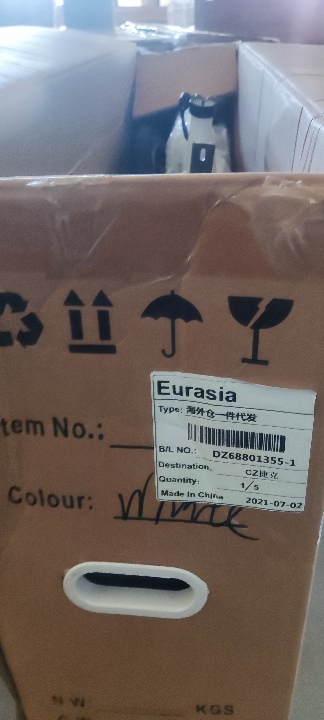 Eurasia
Type: 海外仓一件代发
B/L NO.: DZ68801355-1
Destination: CZ捷克
Quantity: 1/5
Made In China 2021-07-02
tem No.:
Colour: White
N.W KGS